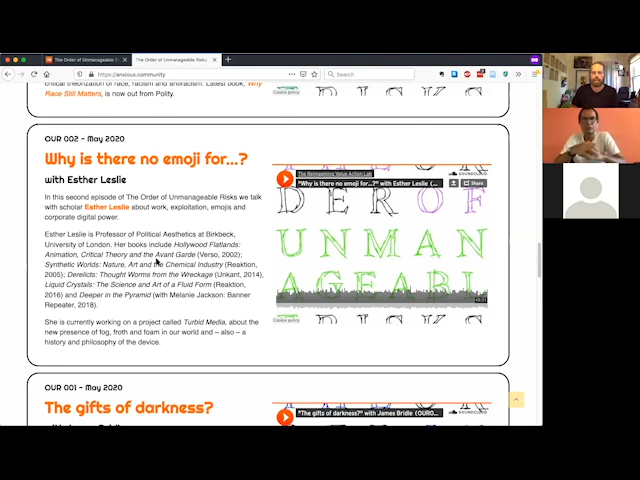 The Order of Unmanageable Ri
The Order of Unmanageable Risks
https://anxious.community
Search
critical theorization of race, racism and antiracism. Latest book, Why
Race Still Matters, is now out from Polity.
Cookie policy
OUR 002 – May 2020
Why is there no emoji for...?
with Esther Leslie
In this second episode of The Order of Unmanageable Risks we talk
with scholar Esther Leslie about work, exploitation, emojis and
corporate digital power.
Esther Leslie is Professor of Political Aesthetics at Birkbeck,
University of London. Her books include Hollywood Flatlands:
Animation, Critical Theory and the Avant Garde (Verso, 2002);
Synthetic Worlds: Nature, Art and the Chemical Industry (Reaktion,
2005); Derelicts: Thought Worms from the Wreckage (Unkant, 2014),
Liquid Crystals: The Science and Art of a Fluid Form (Reaktion,
2016) and Deeper in the Pyramid (with Melanie Jackson: Banner
Repeater, 2018).
She is currently working on a project called Turbid Media, about the
new presence of fog, froth and foam in our world and – also – a
history and philosophy of the device.
The ReImagining Value Action Lab
SOUNDCLOUD
"Why is there no emoji for...?" with Esther Leslie (...
Share
DER OF
UNMAN
AGEABL
48:01
Cookie policy
OUR 001 – May 2020
The gifts of darkness?
"The gifts of darkness?" with James Bridle (OUR0...
SOUNDCLOUD